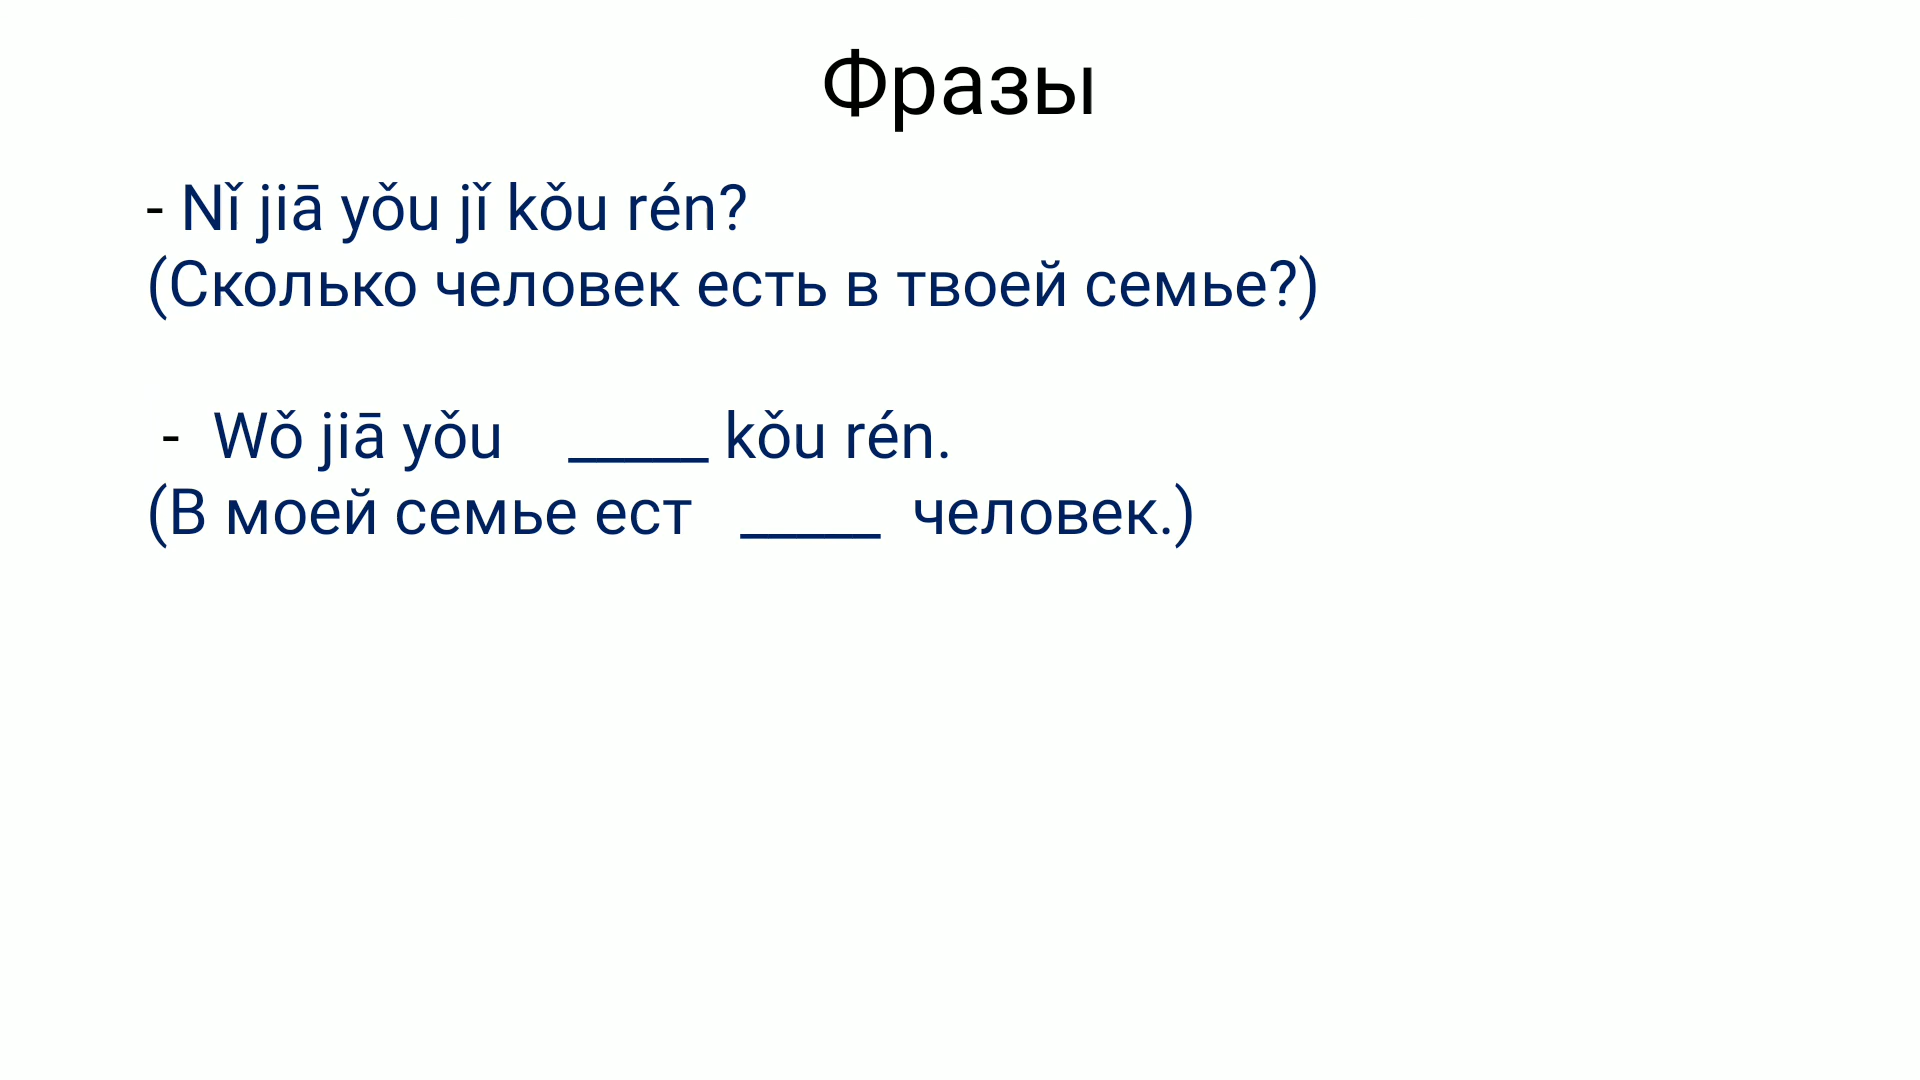 Фразы
- Nǐ jiā yǒu jǐ kǒu rén?
(Сколько человек есть в твоей семье?)
- Wǒ jiā yǒu _____ kǒu rén.
(В моей семье ест _____ человек.)